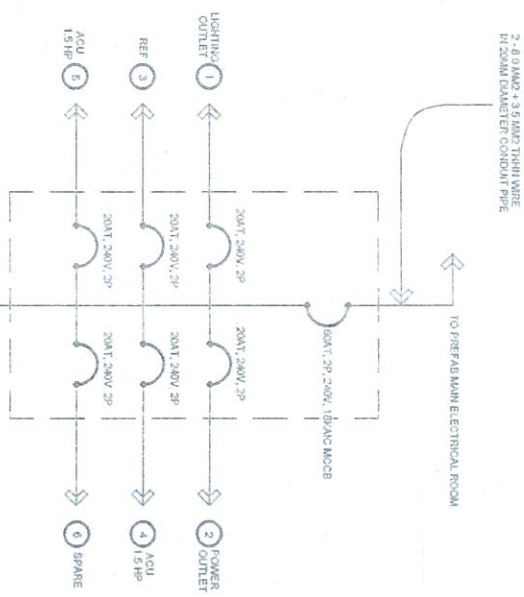 2 - 8.0 MM2 + 3.5 MM2 THHN WIRE
IN 20MM DIAMETER CONDUIT PIPE
TO PREFAB MAIN ELECTRICAL ROOM
60AT, 2P, 240V, 18KAIC MCCB
LIGHTING
OUTLET
1
20AT, 240V, 2P
20AT, 240V, 2P
2
POWER
OUTLET
REF
3
20AT, 240V, 2P
20AT, 240V, 2P
4
ACU
1.5 HP
ACU
1.5 HP
5
20AT, 240V, 2P
20AT, 240V, 2P
6
SPARE